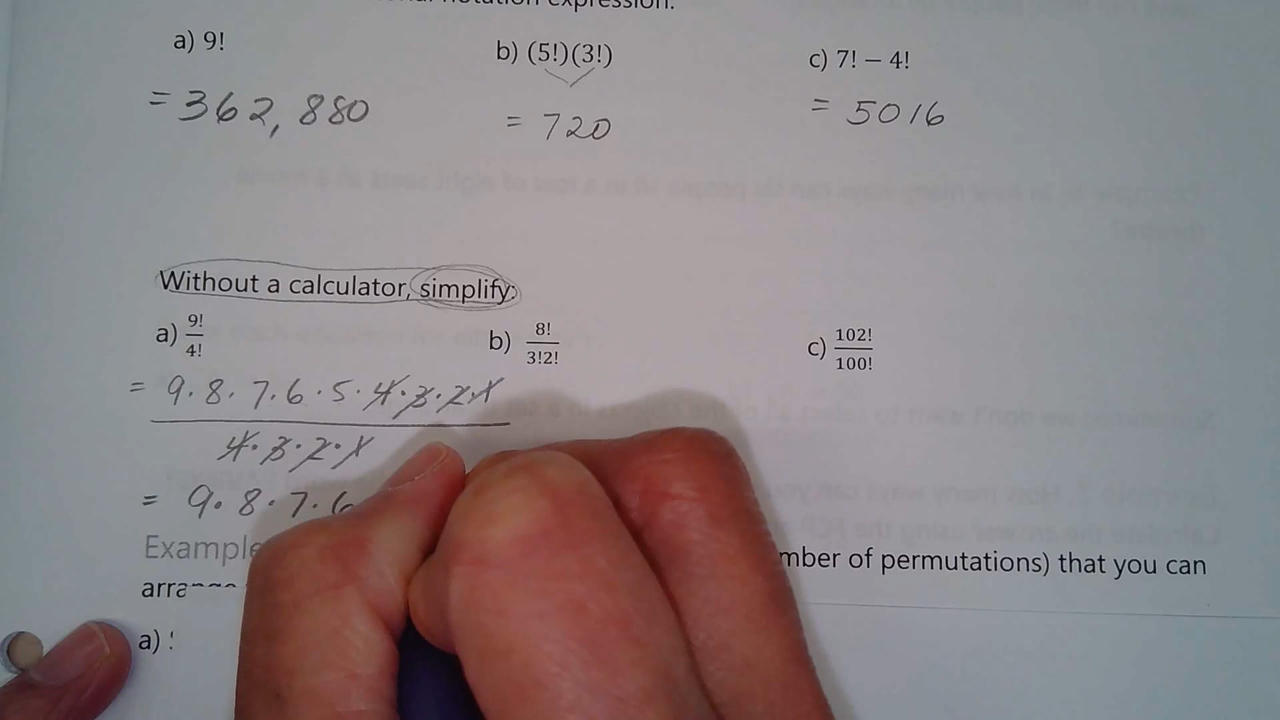 notation expression.
a) 9! b) (5!)(3!) c) 7! – 4!
= 362,880 = 720 = 5016
Without a calculator, simplify:
a) 9!/4! b) 8!/3!2! c) 102!/100!
= 9·8·7·6·5·4·3·2·1
4·3·2·1
= 9·8·7·6
Example mber of permutations) that you can
a)